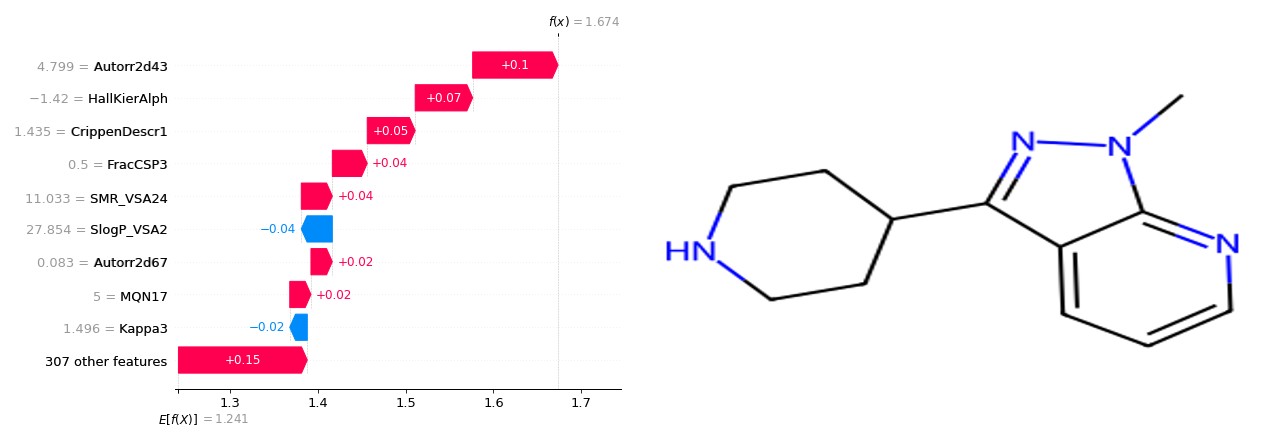 f(x) = 1.674
4.799 = Autorr2d43
+0.1
−1.42 = HallKierAlph
+0.07
1.435 = CrippenDescr1
+0.05
0.5 = FracCSP3
+0.04
11.033 = SMR_VSA24
+0.04
27.854 = SlogP_VSA2
−0.04
0.083 = Autorr2d67
+0.02
5 = MQN17
+0.02
1.496 = Kappa3
−0.02
307 other features
+0.15
1.3 1.4 1.5 1.6 1.7
E[f(X)] = 1.241
N
N
HN
N